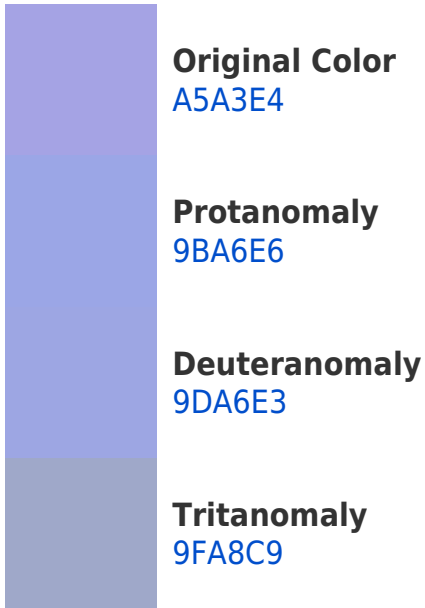 Original Color
A5A3E4
Protanomaly
9BA6E6
Deuteranomaly
9DA6E3
Tritanomaly
9FA8C9